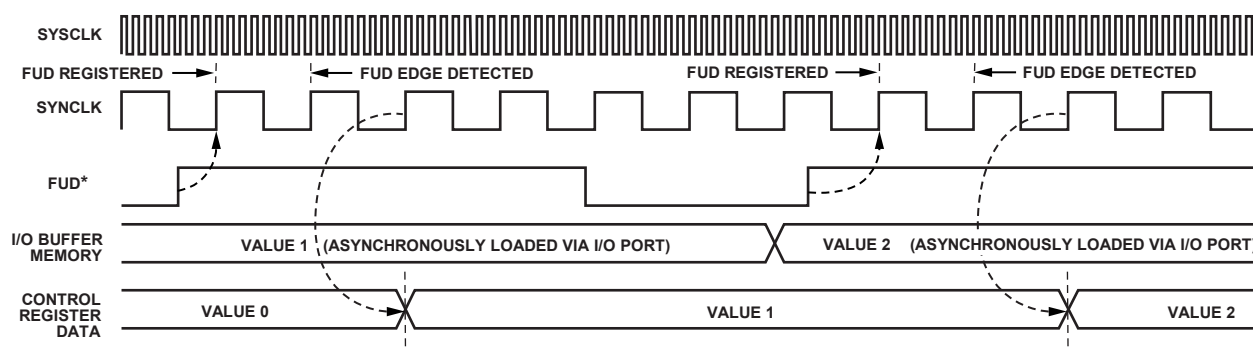 SYSCLK
FUD REGISTERED FUD EDGE DETECTED FUD REGISTERED FUD EDGE DETECTED
SYNCLK
FUD*
I/O BUFFER
MEMORY
VALUE 1 (ASYNCHRONOUSLY LOADED VIA I/O PORT) VALUE 2 (ASYNCHRONOUSLY LOADED VIA I/O PORT)
CONTROL
REGISTER
DATA
VALUE 0 VALUE 1 VALUE 2